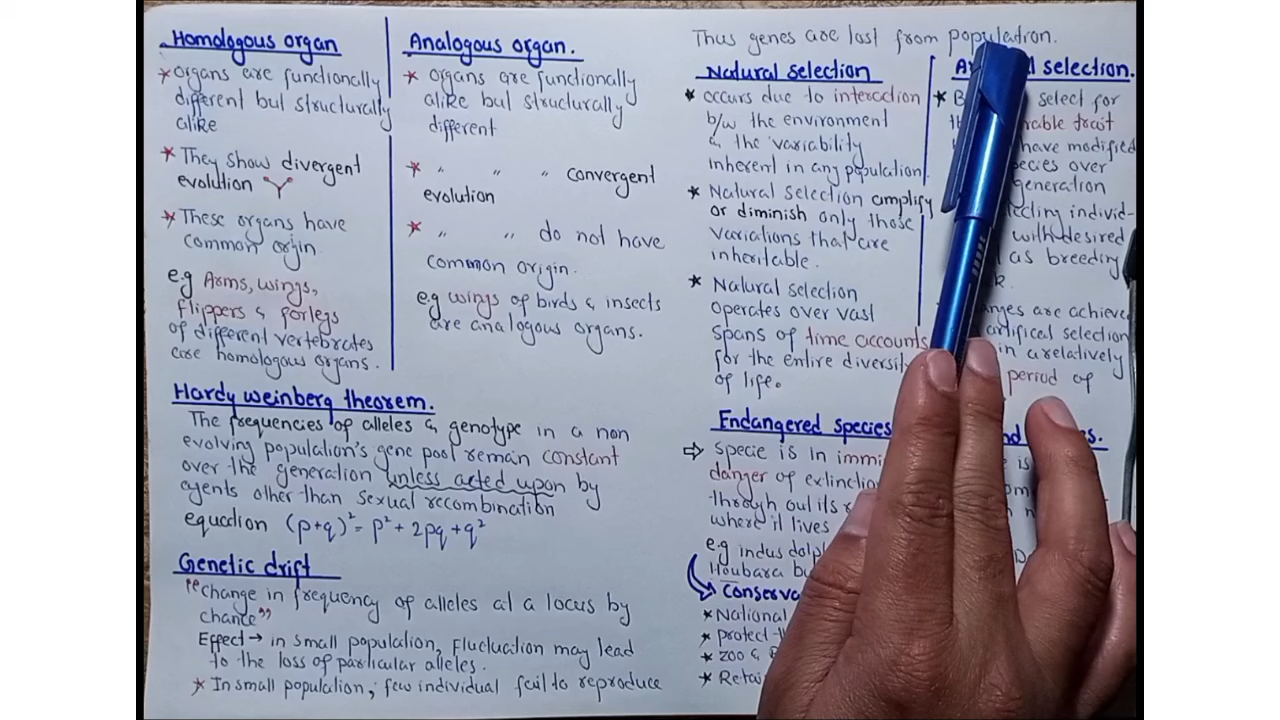 Homologous organ
* Organs are functionally
different but structurally
alike
* They show divergent
evolution
* These organs have
common orjin.
e.g Arms, wings,
flippers & forlegs
of different vertebrates
are homologous organs.
Analogous organ.
* Organs are functionally
alike but structurally
different
* " " " convergent
evolution
* " " do not have
common origin.
e.g wings of birds & insects
are analogous organs.
Hardy weinberg theorem.
The frequencies of alleles & genotype in a non
evolving population's gene pool remain constant
over the generation unless acted upon by
agents other than sexual recombination
equation (p+q)² = p² + 2pq + q²
Genetic drift
"change in frequency of alleles at a locus by
chance"
Effect → in small population, Fluctuation may lead
to the loss of particular alleles.
* In small population, few individual fail to reproduce
Thus genes are lost from population.
Natural selection
* occurs due to interaction
b/w the environment
& the variability
inherent in any population
* Natural selection amplify
or diminish only those
variations that are
inheritable.
* Natural selection
operates over vast
spans of time accounts
for the entire diversity
of life.
selection.
* select for
trait
have modified
over
generation
with desired
as breeding
are achieved
artifical selection
in a relatively
period of
Endangered species
⇒ Specie is in
danger of extinction
through out its
where it lives
e.g indus
Houbara
* National
* protect
* zoo &
*